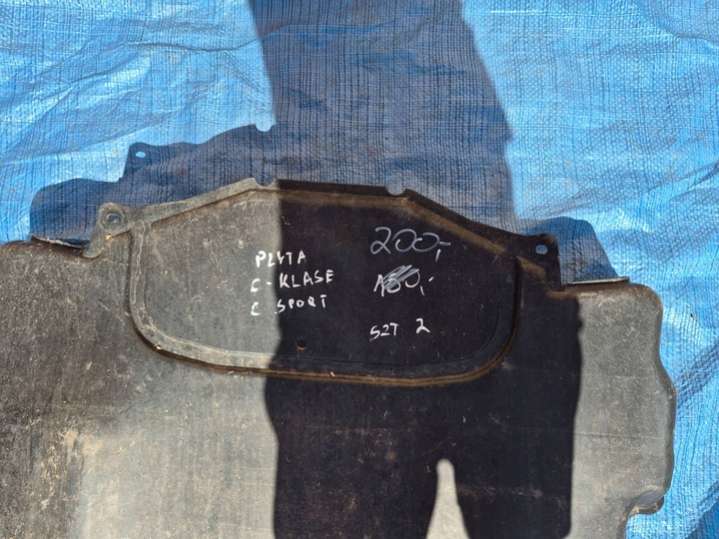 PLYTA
C-KLASE
C SPORT
200,-
SZT 2